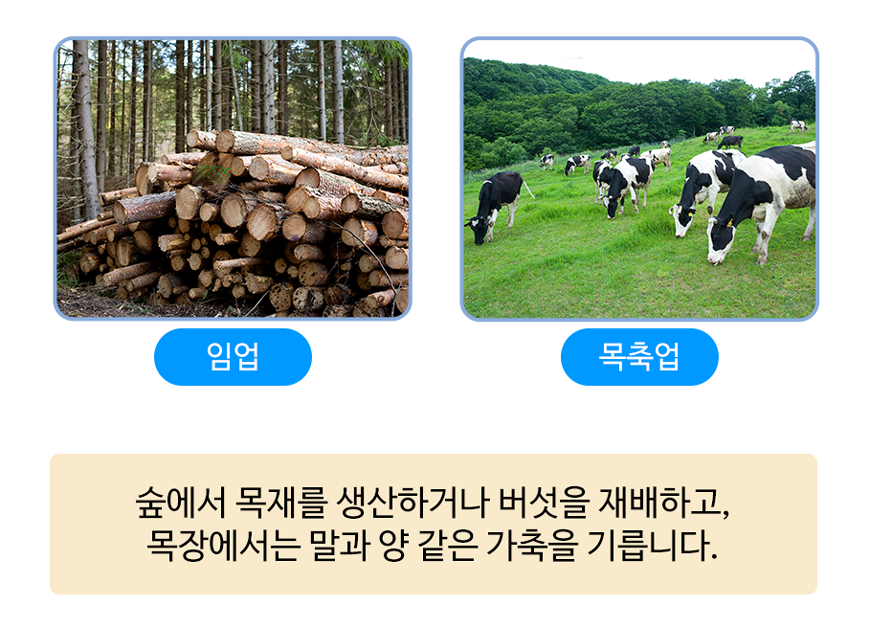 임업
목축업
숲에서 목재를 생산하거나 버섯을 재배하고,
목장에서는 말과 양 같은 가축을 기릅니다.